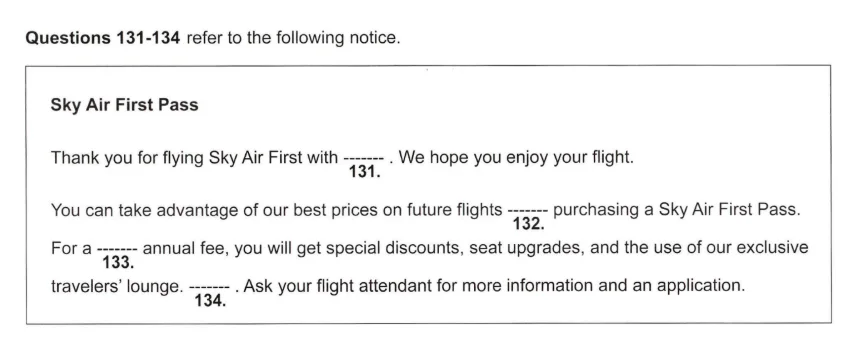 Questions 131-134 refer to the following notice.
Sky Air First Pass
Thank you for flying Sky Air First with ------- . We hope you enjoy your flight.
131.
You can take advantage of our best prices on future flights ------- purchasing a Sky Air First Pass.
132.
For a ------- annual fee, you will get special discounts, seat upgrades, and the use of our exclusive
133.
travelers’ lounge. ------- . Ask your flight attendant for more information and an application.
134.